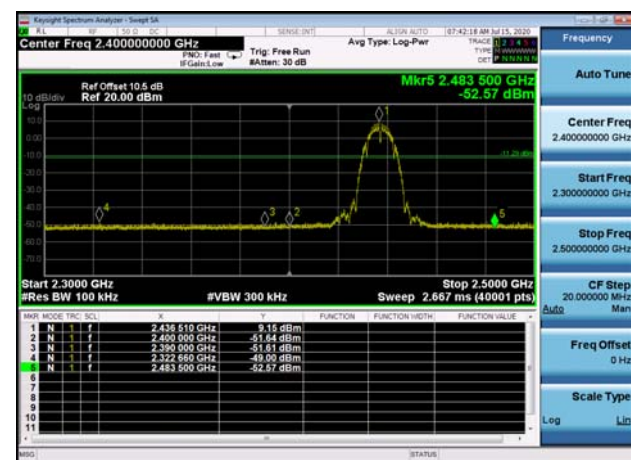 Keysight Spectrum Analyzer - Swept SA
RL RF 50 Ω DC SENSE:INT ALIGN AUTO 07:42:18 AM Jul 15, 2020
Center Freq 2.400000000 GHz
PNO: Fast
IFGain:Low
Trig: Free Run
#Atten: 30 dB
Avg Type: Log-Pwr
TRACE 1 2 3 4 5 6
TYPE
DET P N N N N N
Ref Offset 10.5 dB
Ref 20.00 dBm
10 dB/div
Log
Mkr5 2.483 500 GHz
-52.57 dBm
10.0
0.00
-10.0
-20.0
-30.0
-40.0
-50.0
-60.0
-70.0
-11.29 dBm
1
2
3
4
5
Start 2.3000 GHz
Stop 2.5000 GHz
#Res BW 100 kHz
#VBW 300 kHz
Sweep 2.667 ms (40001 pts)
MKR MODE TRC SCL X Y FUNCTION FUNCTION WIDTH FUNCTION VALUE
1 N 1 f 2.436 510 GHz 9.15 dBm
2 N 1 f 2.400 000 GHz -51.64 dBm
3 N 1 f 2.390 000 GHz -51.61 dBm
4 N 1 f 2.322 660 GHz -49.00 dBm
5 N 1 f 2.483 500 GHz -52.57 dBm
6
7
8
9
10
11
MSG
STATUS
Frequency
Auto Tune
Center Freq
2.400000000 GHz
Start Freq
2.300000000 GHz
Stop Freq
2.500000000 GHz
CF Step
20.000000 MHz
Auto Man
Freq Offset
0 Hz
Scale Type
Log Lin